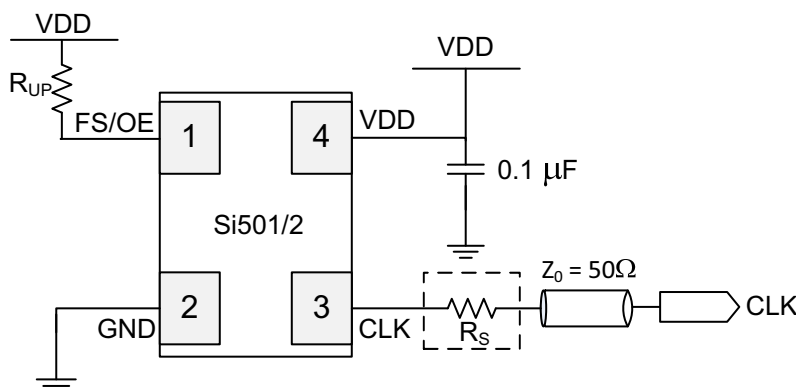 VDD
VDD
RUP
FS/OE
1
4
VDD
0.1 μF
Si501/2
Z0 = 50Ω
2
3
GND
CLK
RS
CLK